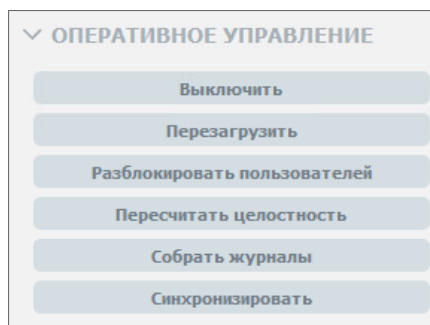 ОПЕРАТИВНОЕ УПРАВЛЕНИЕ
Выключить
Перезагрузить
Разблокировать пользователей
Пересчитать целостность
Собрать журналы
Синхронизировать